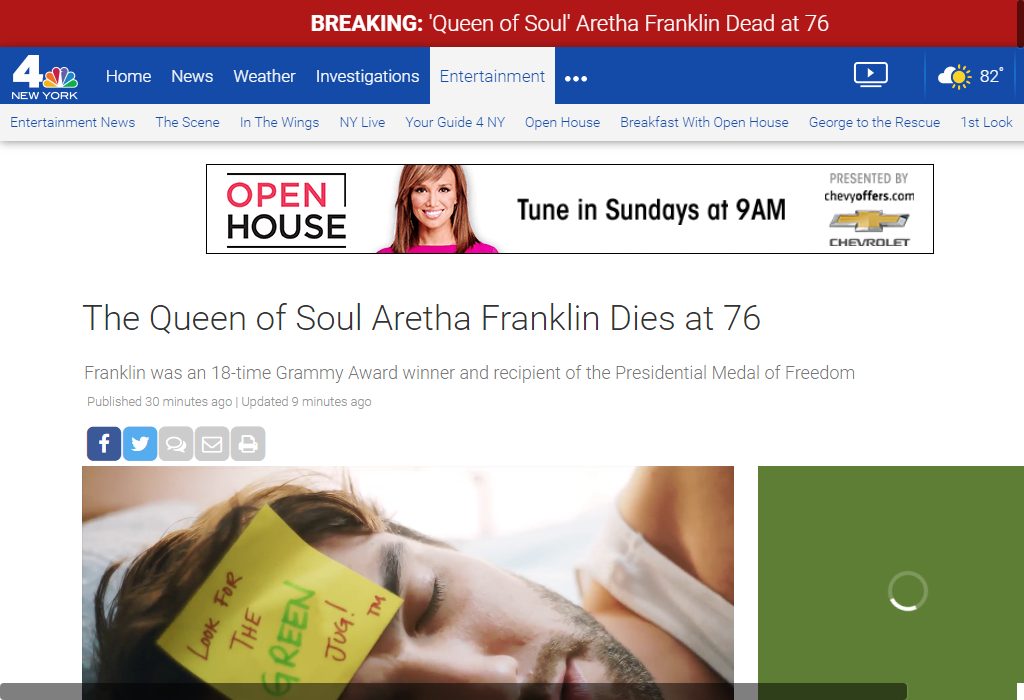 BREAKING: 'Queen of Soul' Aretha Franklin Dead at 76
4
NEW YORK
Home News Weather Investigations Entertainment •••
82°
Entertainment News The Scene In The Wings NY Live Your Guide 4 NY Open House Breakfast With Open House George to the Rescue 1st Look
OPEN
HOUSE
Tune in Sundays at 9AM
PRESENTED BY
chevyoffers.com
CHEVROLET
The Queen of Soul Aretha Franklin Dies at 76
Franklin was an 18-time Grammy Award winner and recipient of the Presidential Medal of Freedom
Published 30 minutes ago | Updated 9 minutes ago
LOOK FOR
THE
GREEN
JUG! TM